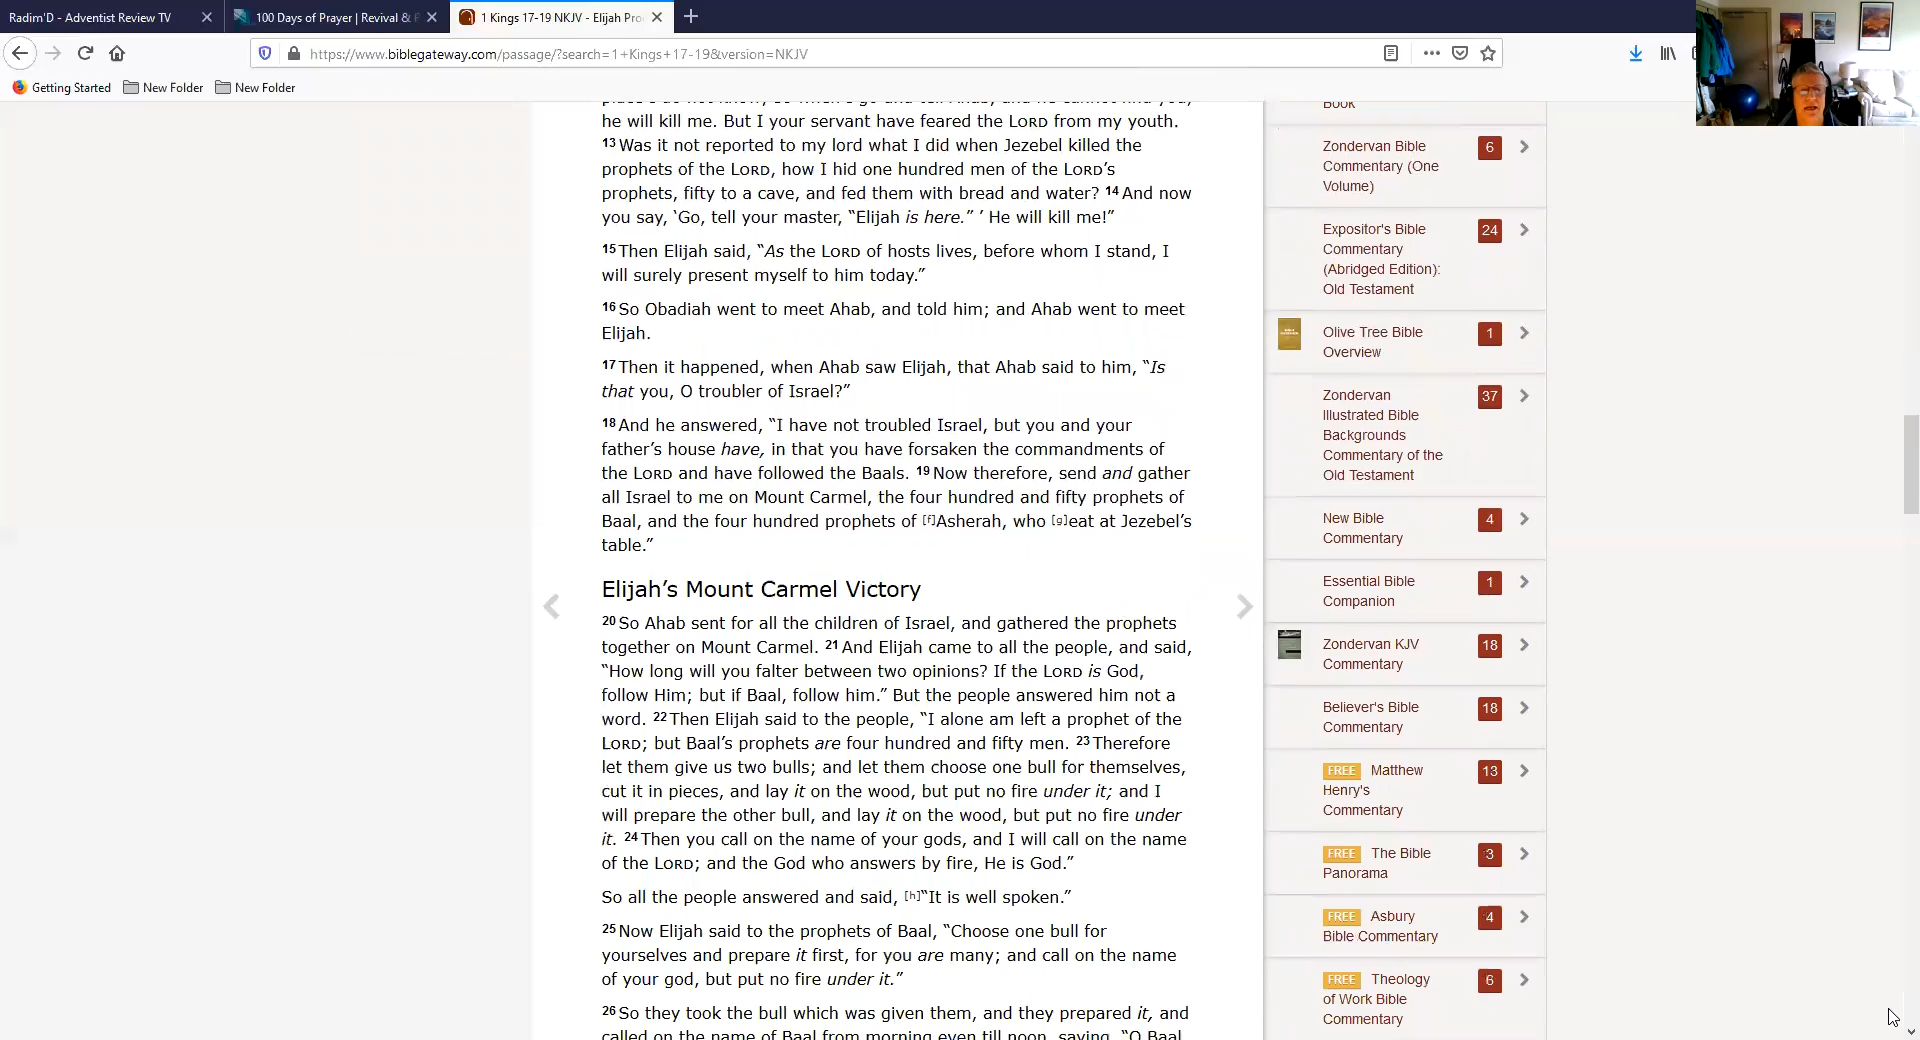 Radim'D - Adventist Review TV
100 Days of Prayer | Revival &
1 Kings 17-19 NKJV - Elijah Pro
https://www.biblegateway.com/passage/?search=1+Kings+17-19&version=NKJV
Getting Started
New Folder
New Folder
he will kill me. But I your servant have feared the LORD from my youth.
13 Was it not reported to my lord what I did when Jezebel killed the
prophets of the LORD, how I hid one hundred men of the LORD’s
prophets, fifty to a cave, and fed them with bread and water? 14 And now
you say, ‘Go, tell your master, “Elijah is here.” ’ He will kill me!”
15 Then Elijah said, “As the LORD of hosts lives, before whom I stand, I
will surely present myself to him today.”
16 So Obadiah went to meet Ahab, and told him; and Ahab went to meet
Elijah.
17 Then it happened, when Ahab saw Elijah, that Ahab said to him, “Is
that you, O troubler of Israel?”
18 And he answered, “I have not troubled Israel, but you and your
father’s house have, in that you have forsaken the commandments of
the LORD and have followed the Baals. 19 Now therefore, send and gather
all Israel to me on Mount Carmel, the four hundred and fifty prophets of
Baal, and the four hundred prophets of [f]Asherah, who [g]eat at Jezebel’s
table.”
Elijah’s Mount Carmel Victory
20 So Ahab sent for all the children of Israel, and gathered the prophets
together on Mount Carmel. 21 And Elijah came to all the people, and said,
“How long will you falter between two opinions? If the LORD is God,
follow Him; but if Baal, follow him.” But the people answered him not a
word. 22 Then Elijah said to the people, “I alone am left a prophet of the
LORD; but Baal’s prophets are four hundred and fifty men. 23 Therefore
let them give us two bulls; and let them choose one bull for themselves,
cut it in pieces, and lay it on the wood, but put no fire under it; and I
will prepare the other bull, and lay it on the wood, but put no fire under
it. 24 Then you call on the name of your gods, and I will call on the name
of the LORD; and the God who answers by fire, He is God.”
So all the people answered and said, [h]“It is well spoken.”
25 Now Elijah said to the prophets of Baal, “Choose one bull for
yourselves and prepare it first, for you are many; and call on the name
of your god, but put no fire under it.”
26 So they took the bull which was given them, and they prepared it, and
called on the name of Baal from morning even till noon, saying, “O Baal,
Book
Zondervan Bible 6
Commentary (One
Volume)
Expositor's Bible 24
Commentary
(Abridged Edition):
Old Testament
Olive Tree Bible 1
Overview
Zondervan 37
Illustrated Bible
Backgrounds
Commentary of the
Old Testament
New Bible 4
Commentary
Essential Bible 1
Companion
Zondervan KJV 18
Commentary
Believer's Bible 18
Commentary
FREE Matthew 13
Henry's
Commentary
FREE The Bible 3
Panorama
FREE Asbury 4
Bible Commentary
FREE Theology 6
of Work Bible
Commentary